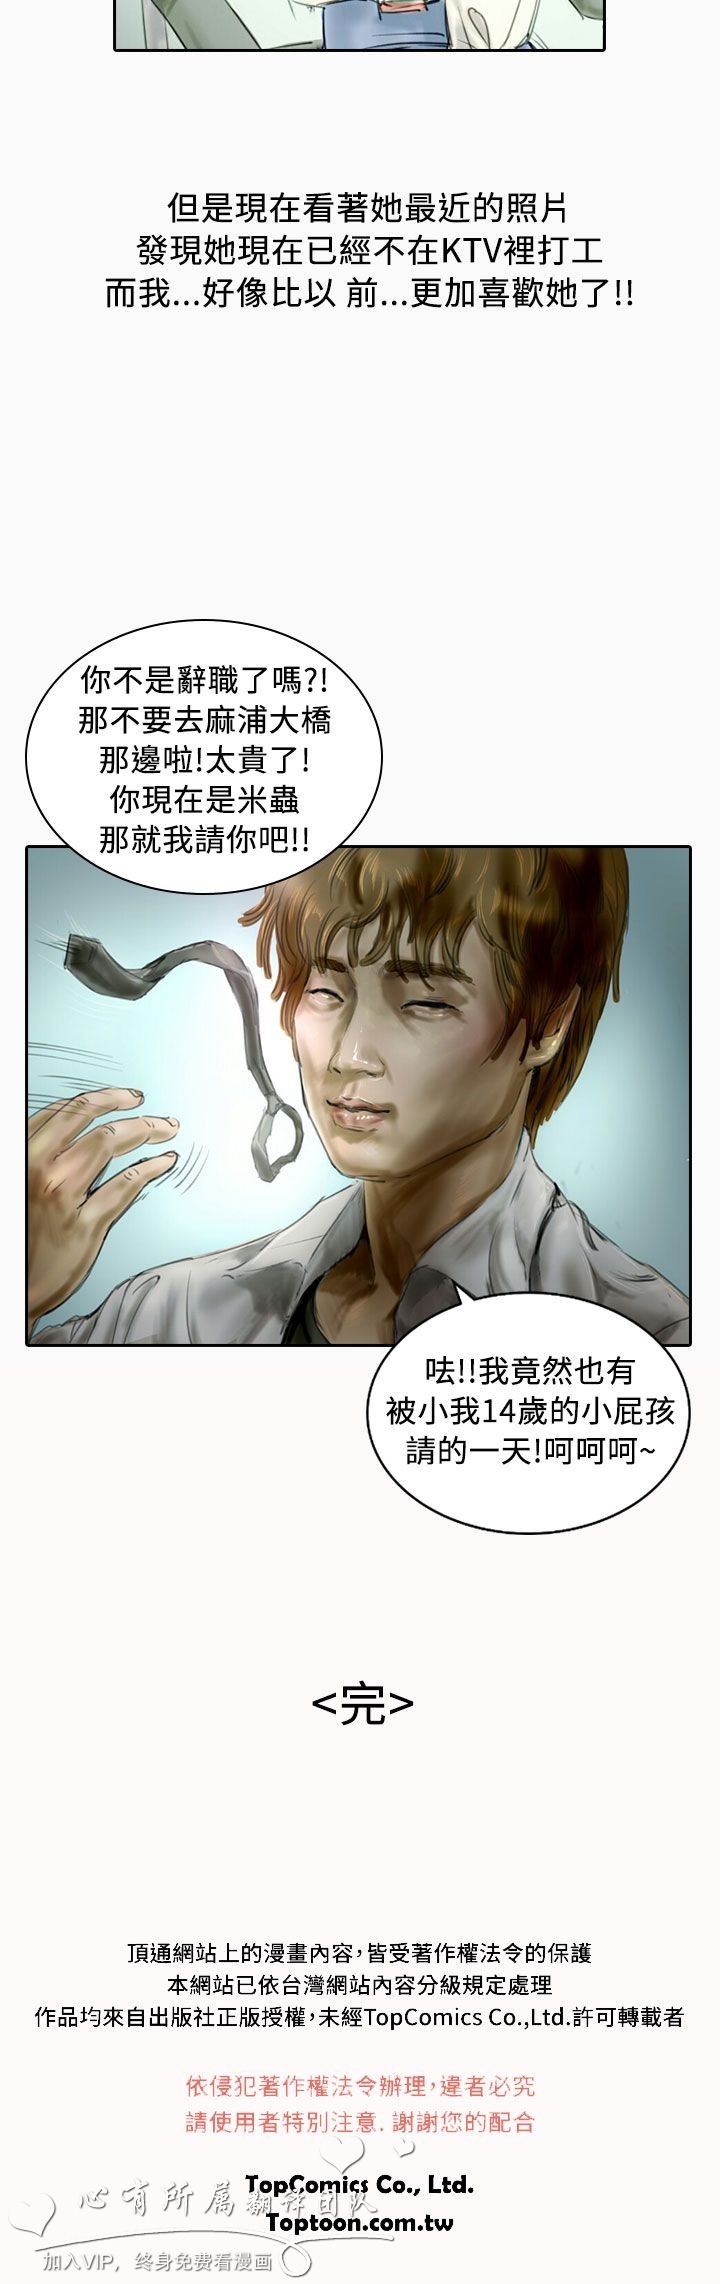 但是現在看著她最近的照片
發現她現在已經不在KTV裡打工
而我...好像比以 前...更加喜歡她了!!
你不是辭職了嗎?!
那不要去麻浦大橋
那邊啦!太貴了!
你現在是米蟲
那就我請你吧!!
呿!!我竟然也有
被小我14歲的小屁孩
請的一天!呵呵呵~
<完>
頂通網站上的漫畫內容，皆受著作權法令的保護
本網站已依台灣網站內容分級規定處理
作品均來自出版社正版授權，未經TopComics Co.,Ltd.許可轉載者
依侵犯著作權法令辦理，違者必究
請使用者特別注意. 謝謝您的配合
TopComics Co., Ltd.
Toptoon.com.tw
心有所属翻译团队
加入VIP，终身免费看漫画